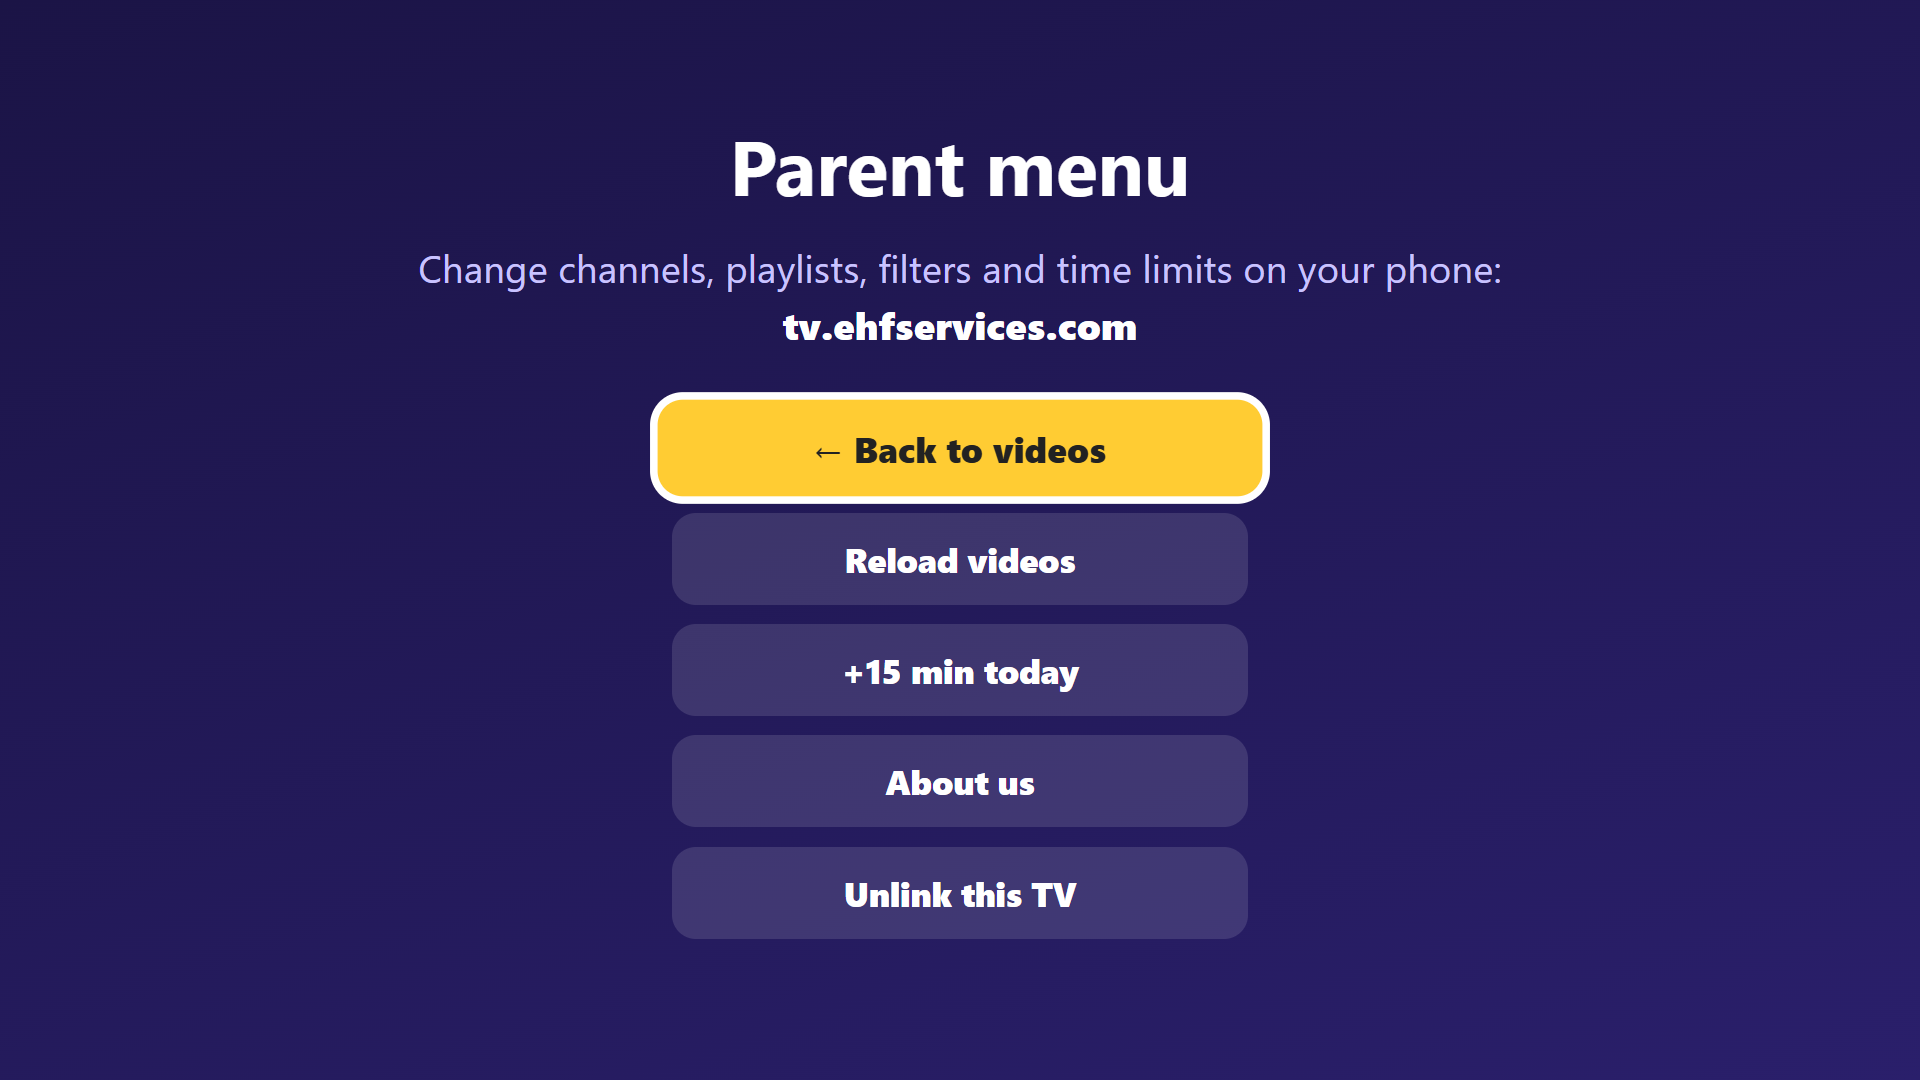 Parent menu
Change channels, playlists, filters and time limits on your phone:
tv.ehfservices.com
← Back to videos
Reload videos
+15 min today
About us
Unlink this TV